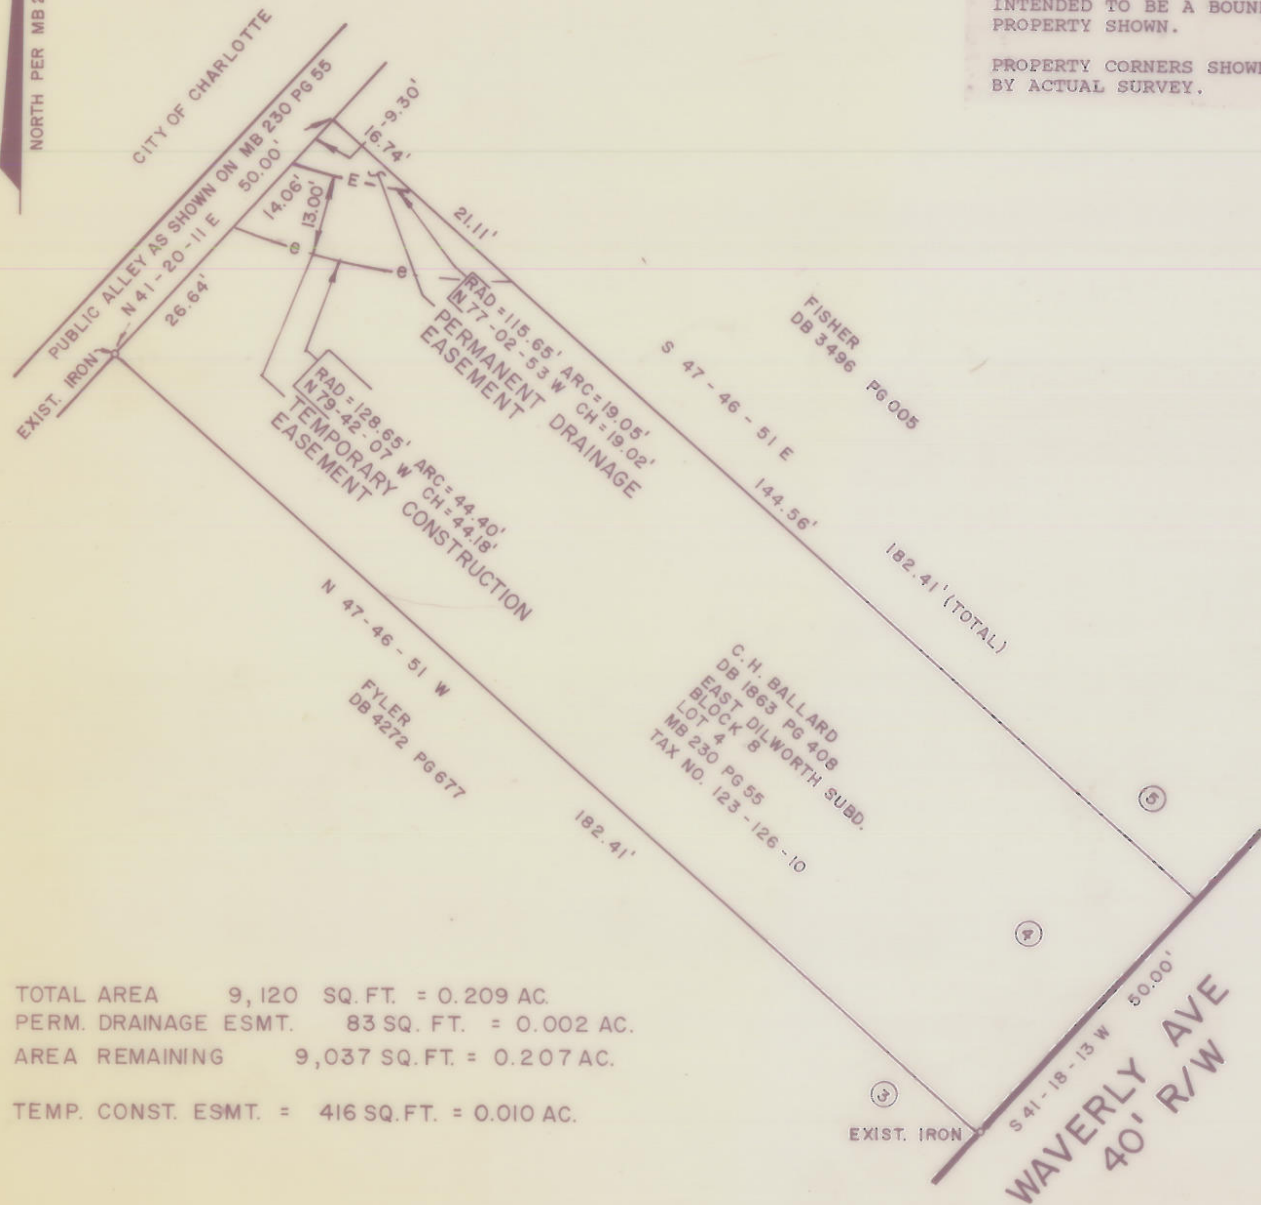 NORTH PER MB 2
CITY OF CHARLOTTE
INTENDED TO BE A BOUN
PROPERTY SHOWN.
PROPERTY CORNERS SHOW
BY ACTUAL SURVEY.
PUBLIC ALLEY AS SHOWN ON MB 230 PG 55
N 41-20-11 E 50.00'
9.30'
16.74'
14.06'
13.00'
26.64'
E
21.11'
e
e
EXIST. IRON
RAD = 115.65' ARC = 19.05'
N 77-02-53 W CH = 19.02'
PERMANENT DRAINAGE
EASEMENT
RAD = 128.65' ARC = 44.40'
N 79-42-07 W CH = 44.18'
TEMPORARY CONSTRUCTION
EASEMENT
FISHER
DB 3496 PG 005
S 47-46-51 E
144.56'
182.41' (TOTAL)
N 47-46-51 W
182.41'
FYLER
DB 4272 PG 677
C. H. BALLARD
DB 1863 PG 408
EAST DILWORTH SUBD.
BLOCK 8
LOT 4
MB 230 PG 55
TAX NO. 123-126-10
5
4
3
EXIST. IRON
S 41-18-13 W 50.00'
WAVERLY AVE
40' R/W
TOTAL AREA 9,120 SQ. FT. = 0.209 AC.
PERM. DRAINAGE ESMT. 83 SQ. FT. = 0.002 AC.
AREA REMAINING 9,037 SQ. FT. = 0.207 AC.
TEMP. CONST. ESMT. = 416 SQ. FT. = 0.010 AC.